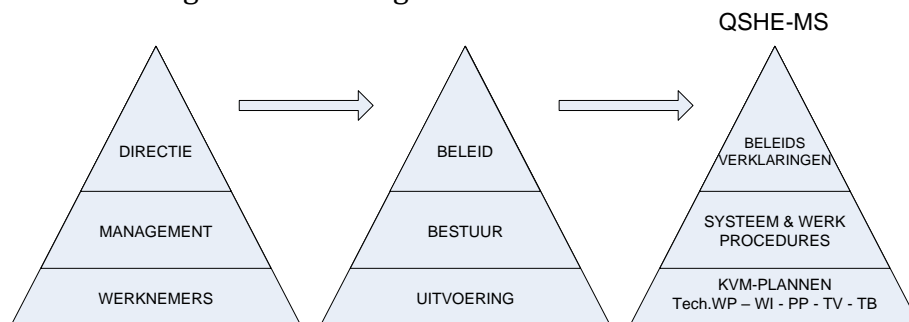 QSHE-MS
DIRECTIE
MANAGEMENT
WERKNEMERS
BELEID
BESTUUR
UITVOERING
BELEIDS
VERKLARINGEN
SYSTEEM & WERK
PROCEDURES
KVM-PLANNEN
Tech.WP – WI - PP - TV - TB